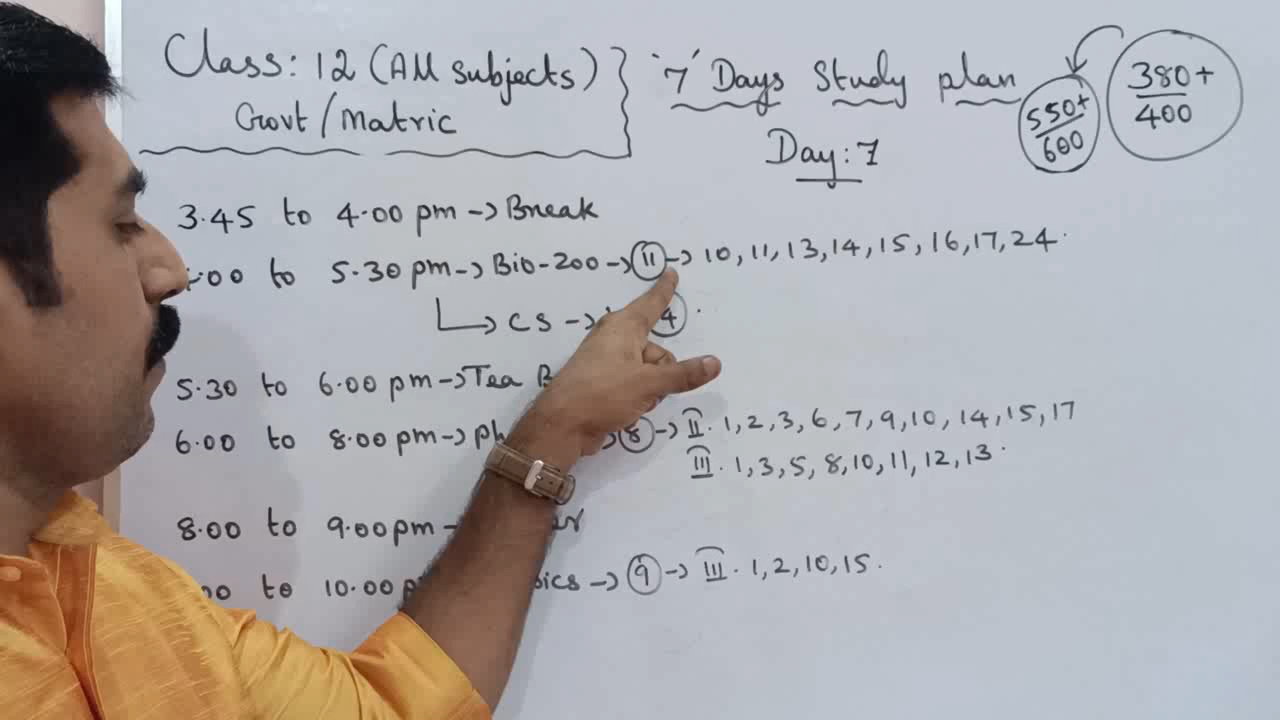 Class: 12 (All Subjects)
Govt/Matric
'7' Days Study plan
550+/600
380+/400
Day: 7
3.45 to 4.00 pm -> Break
:00 to 5.30 pm -> Bio-200 -> 11 -> 10, 11, 13, 14, 15, 16, 17, 24.
-> CS -> 4.
5.30 to 6.00 pm -> Tea B
6.00 to 8.00 pm -> ph 8 -> II. 1, 2, 3, 6, 7, 9, 10, 14, 15, 17
III. 1, 3, 5, 8, 10, 11, 12, 13.
8.00 to 9.00 pm - er
00 to 10.00 p ics -> 9 -> III. 1, 2, 10, 15.